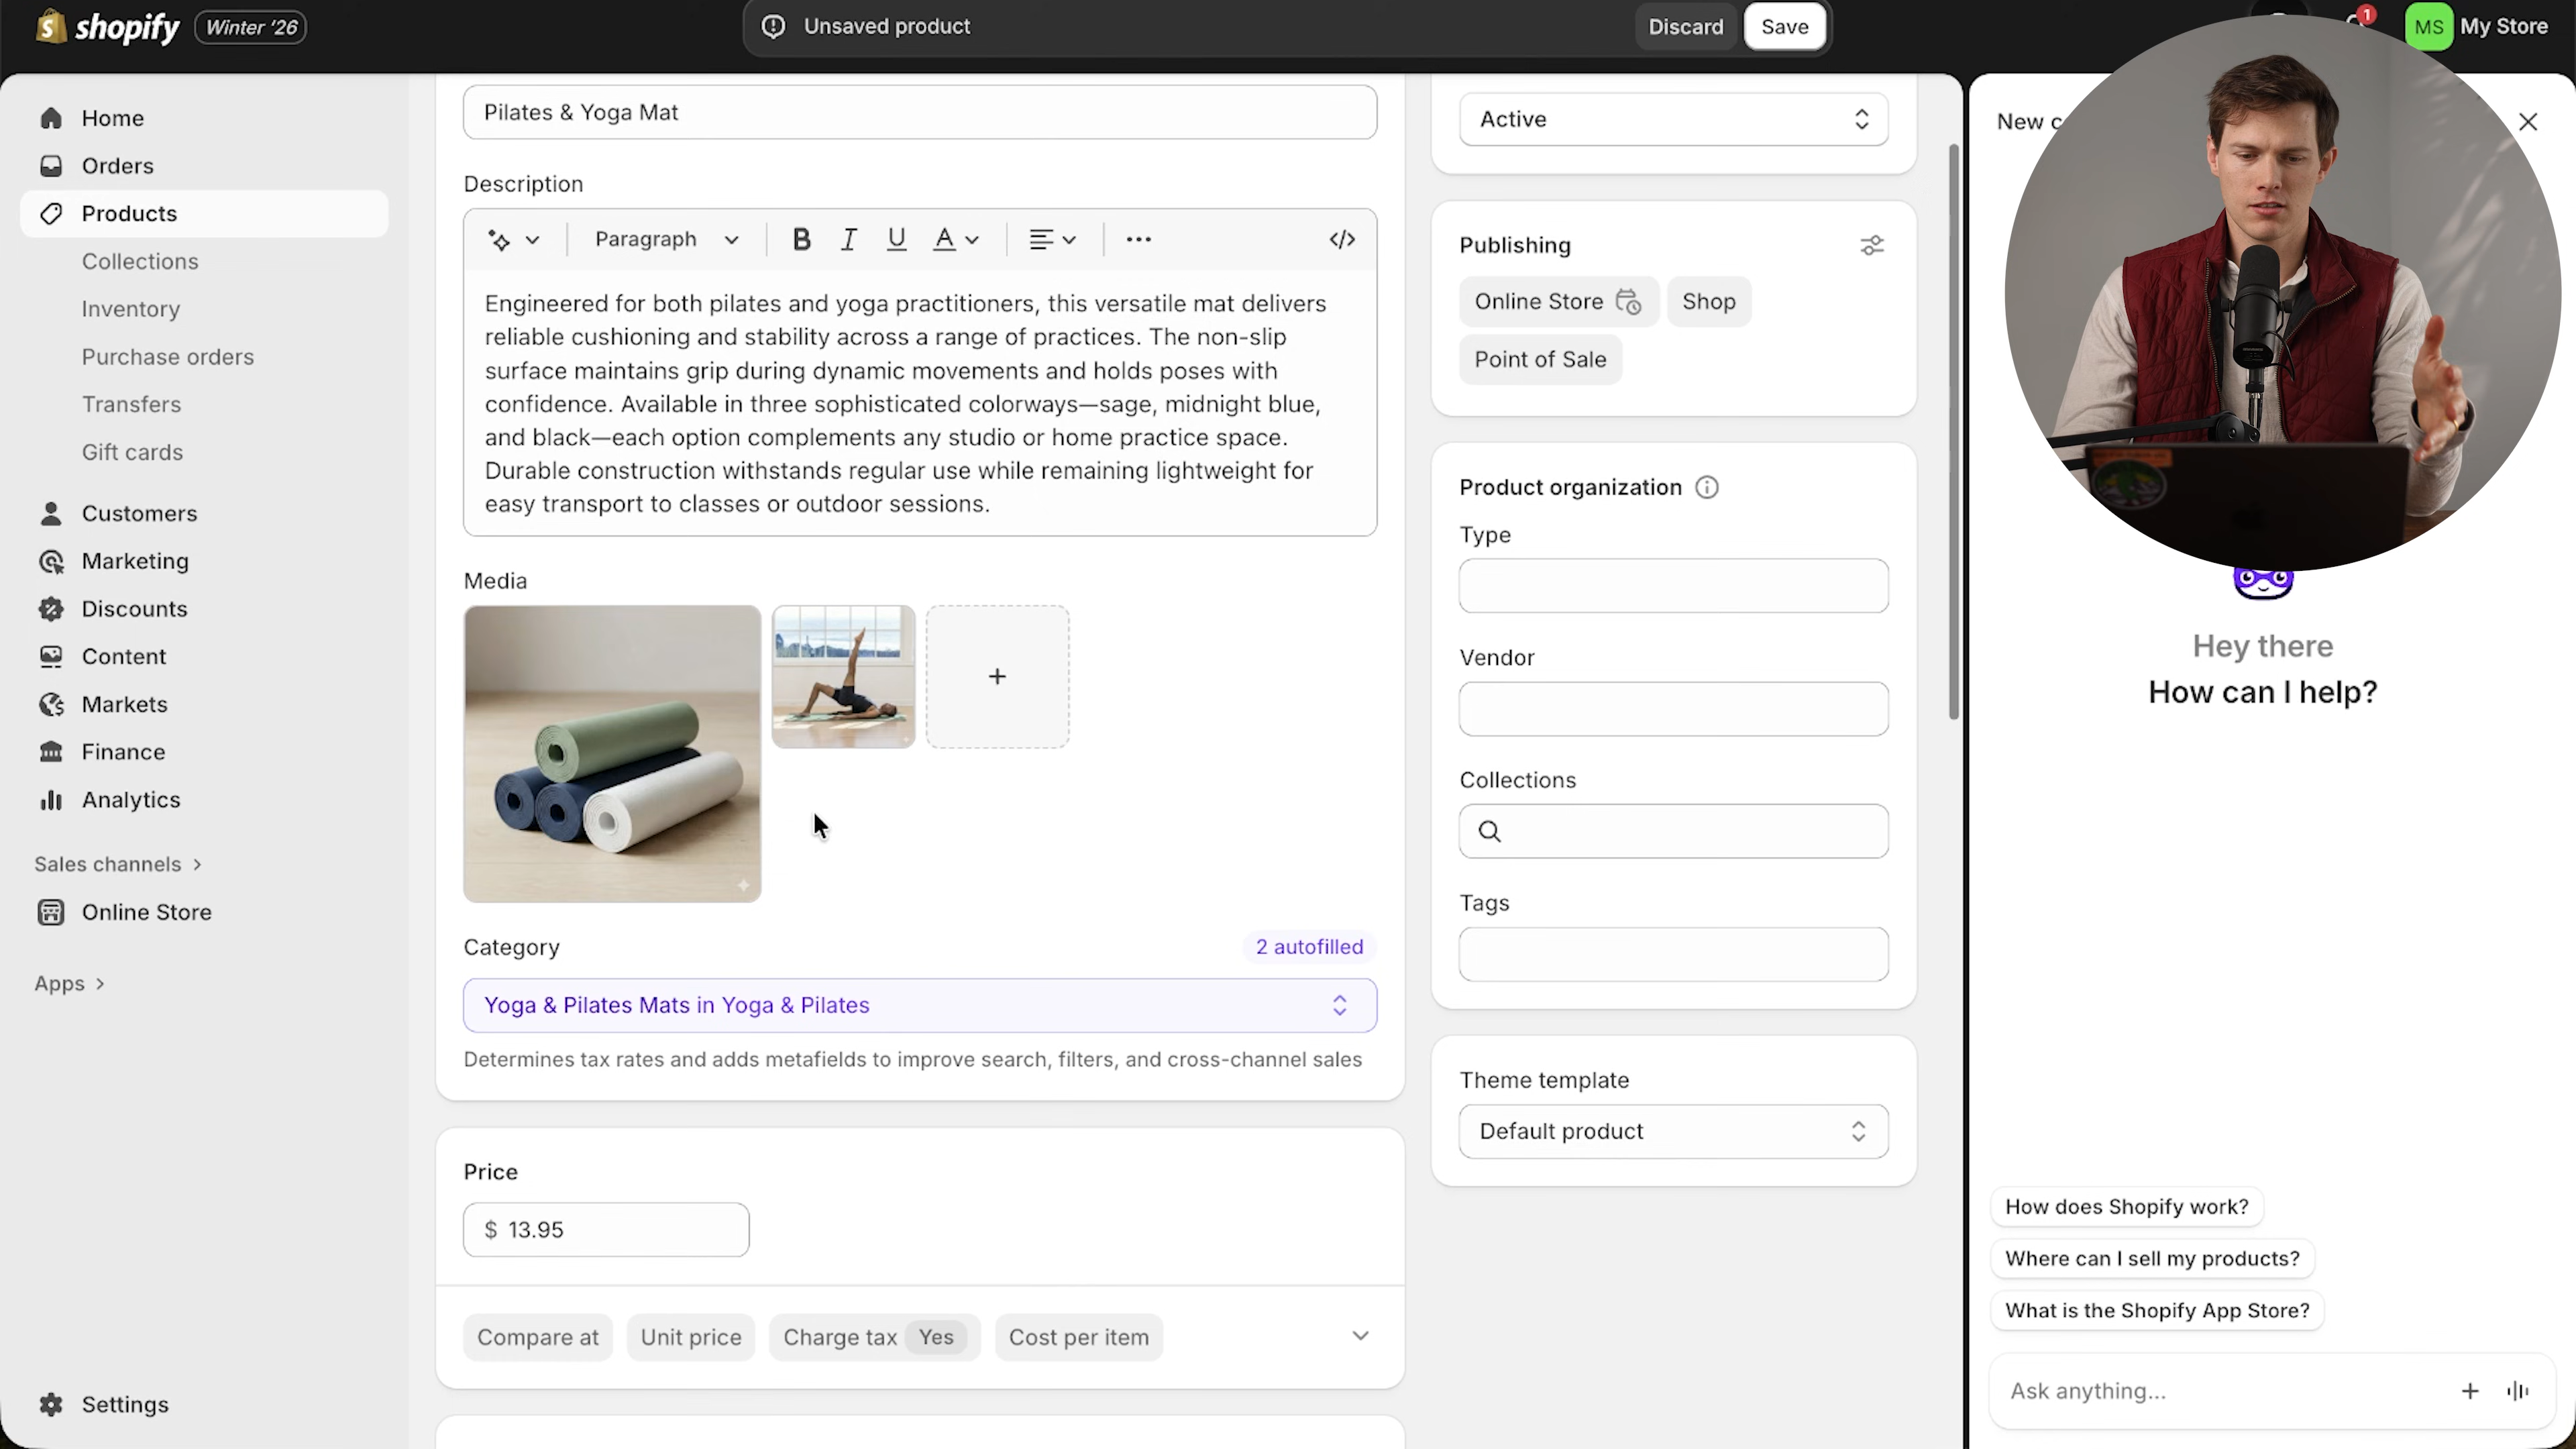 shopify
Winter '26
Unsaved product
Discard
Save
1
MS
My Store
Home
Orders
Products
Collections
Inventory
Purchase orders
Transfers
Gift cards
Customers
Marketing
Discounts
Content
Markets
Finance
Analytics
Sales channels
Online Store
Apps
Settings
Pilates & Yoga Mat
Description
Paragraph
B I U A
Engineered for both pilates and yoga practitioners, this versatile mat delivers
reliable cushioning and stability across a range of practices. The non-slip
surface maintains grip during dynamic movements and holds poses with
confidence. Available in three sophisticated colorways—sage, midnight blue,
and black—each option complements any studio or home practice space.
Durable construction withstands regular use while remaining lightweight for
easy transport to classes or outdoor sessions.
Media
Category
2 autofilled
Yoga & Pilates Mats in Yoga & Pilates
Determines tax rates and adds metafields to improve search, filters, and cross-channel sales
Price
$ 13.95
Compare at
Unit price
Charge tax Yes
Cost per item
Active
Publishing
Online Store
Shop
Point of Sale
Product organization
Type
Vendor
Collections
Tags
Theme template
Default product
New
Hey there
How can I help?
How does Shopify work?
Where can I sell my products?
What is the Shopify App Store?
Ask anything...